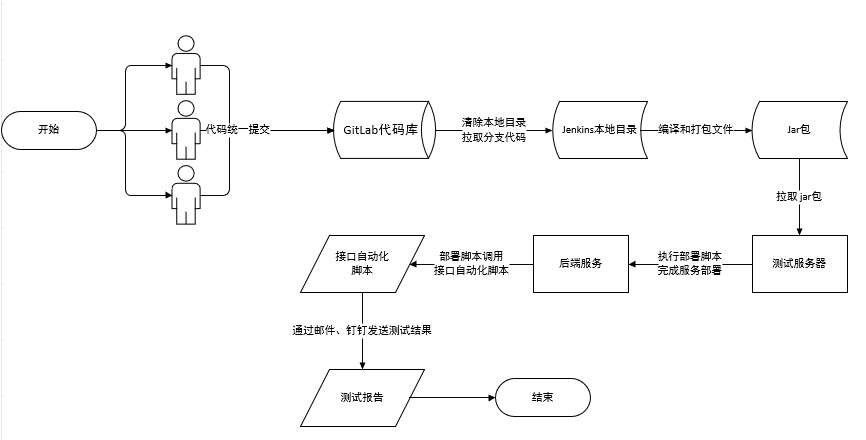 开始
代码统一提交
GitLab代码库
清除本地目录
拉取分支代码
Jenkins本地目录
编译和打包文件
Jar包
拉取jar包
测试服务器
执行部署脚本
完成服务部署
后端服务
部署脚本调用
接口自动化脚本
接口自动化
脚本
通过邮件、钉钉发送测试结果
测试报告
结束